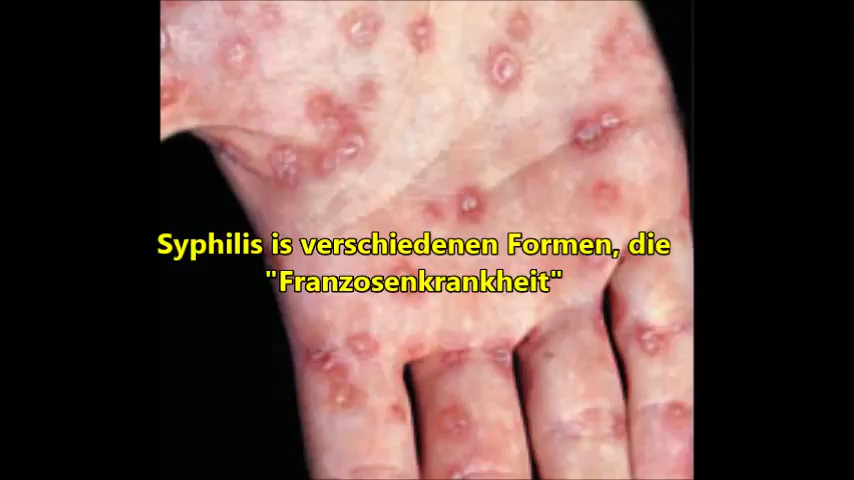 Syphilis is verschiedenen Formen, die
"Franzosenkrankheit"